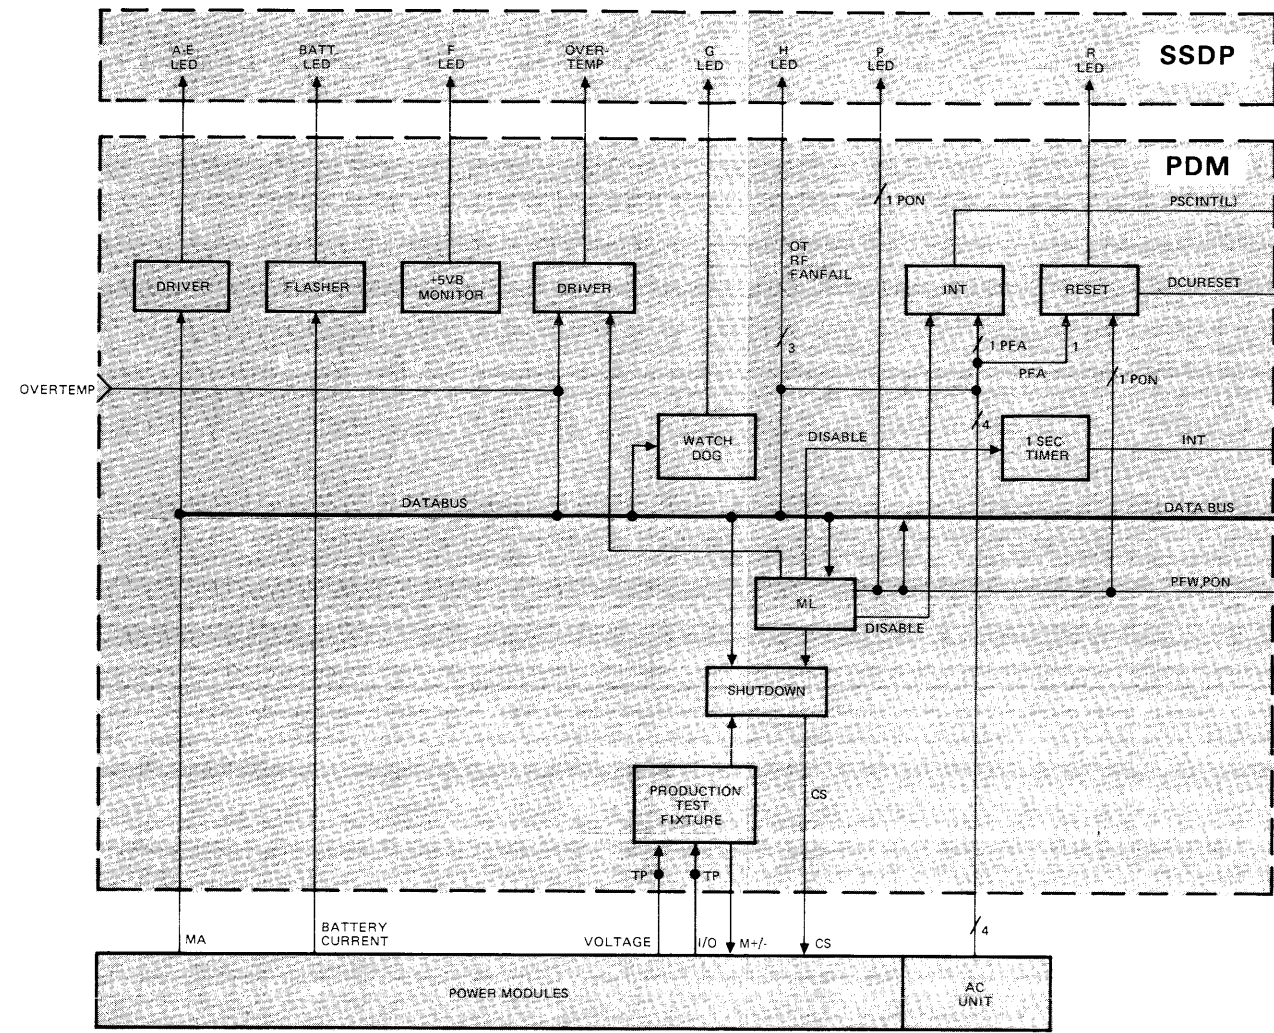 A-E
LED
BATT.
LED
F
LED
OVER-
TEMP
G
LED
H
LED
P
LED
R
LED
SSDP
PDM
1 PON
PSCINT(L)
OT
RF
FANFAIL
DRIVER
FLASHER
+5VB
MONITOR
DRIVER
INT
RESET
DCURESET
3
1 PFA
1
PFA
1 PON
OVERTEMP
4
WATCH
DOG
DISABLE
1 SEC
TIMER
INT
DATABUS
DATA BUS
ML
PFW,PON
DISABLE
SHUTDOWN
PRODUCTION
TEST
FIXTURE
CS
TP
TP
MA
BATTERY
CURRENT
VOLTAGE
I/O
M+/-
CS
4
POWER MODULES
AC
UNIT